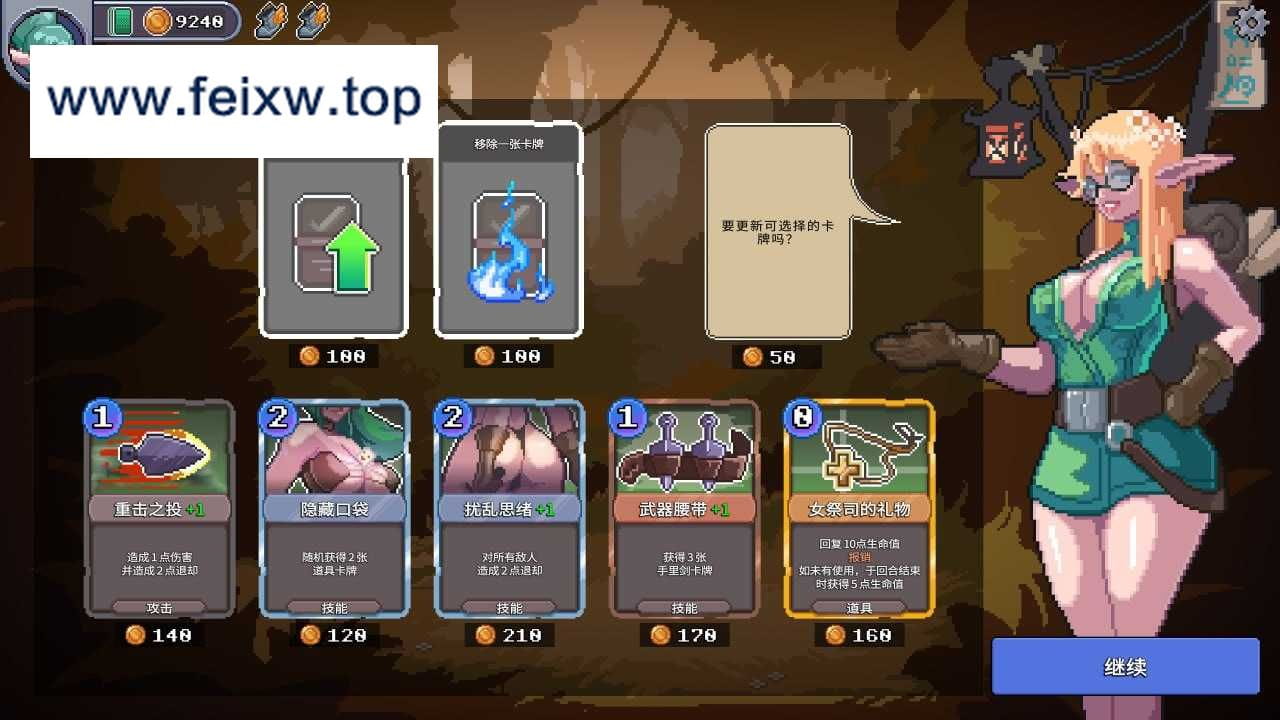 9240
www.feixw.top
移除一张卡牌
要更新可选择的卡
牌吗？
100
100
50
1
2
2
1
0
重击之投+1
隐藏口袋
扰乱思绪+1
武器腰带+1
女祭司的礼物
造成1点伤害
并造成2点退却
随机获得2张
道具卡牌
对所有敌人
造成2点退却
获得3张
手里剑卡牌
回复10点生命值
报销
如未有使用，于回合结束
时获得5点生命值
攻击
技能
技能
技能
道具
140
120
210
170
160
继续